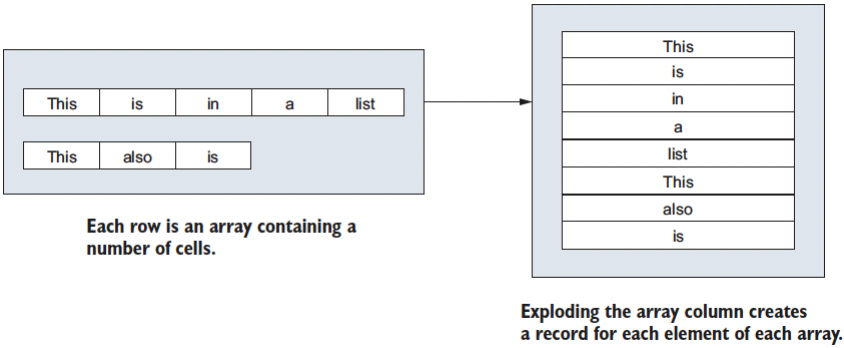 This is in a list
This also is
Each row is an array containing a
number of cells.
This
is
in
a
list
This
also
is
Exploding the array column creates
a record for each element of each array.